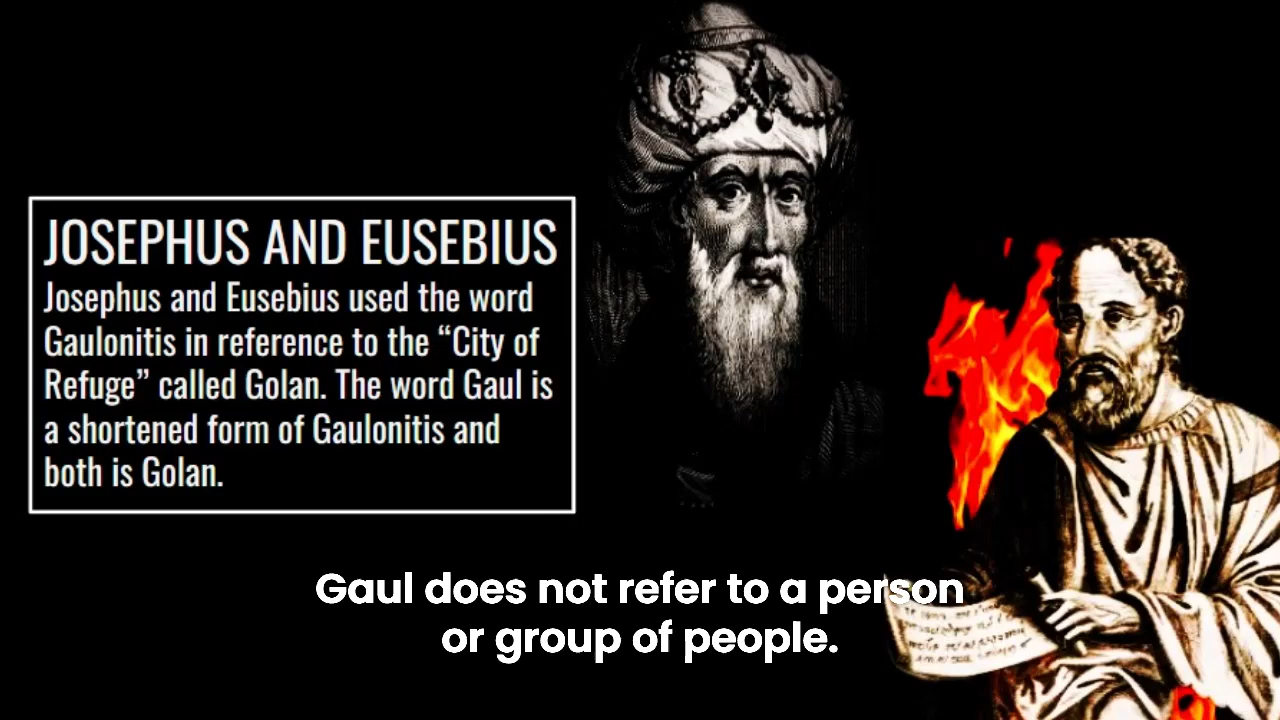 JOSEPHUS AND EUSEBIUS
Josephus and Eusebius used the word
Gaulonitis in reference to the “City of
Refuge” called Golan. The word Gaul is
a shortened form of Gaulonitis and
both is Golan.
Gaul does not refer to a person
or group of people.